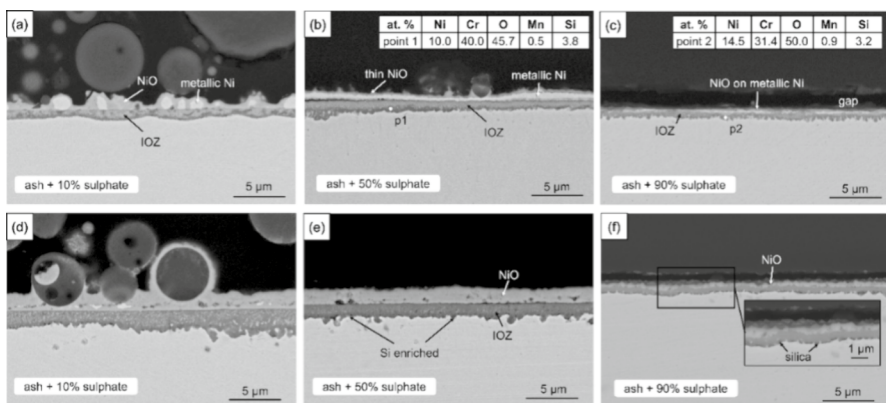 (a)
NiO
metallic Ni
IOZ
ash + 10% sulphate
5 µm
(b)
at. % Ni Cr O Mn Si
point 1 10.0 40.0 45.7 0.5 3.8
thin NiO
metallic Ni
p1
IOZ
ash + 50% sulphate
5 µm
(c)
at. % Ni Cr O Mn Si
point 2 14.5 31.4 50.0 0.9 3.2
NiO on metallic Ni
gap
IOZ
p2
ash + 90% sulphate
5 µm
(d)
ash + 10% sulphate
5 µm
(e)
NiO
Si enriched
IOZ
ash + 50% sulphate
5 µm
(f)
NiO
silica
1 µm
ash + 90% sulphate
5 µm